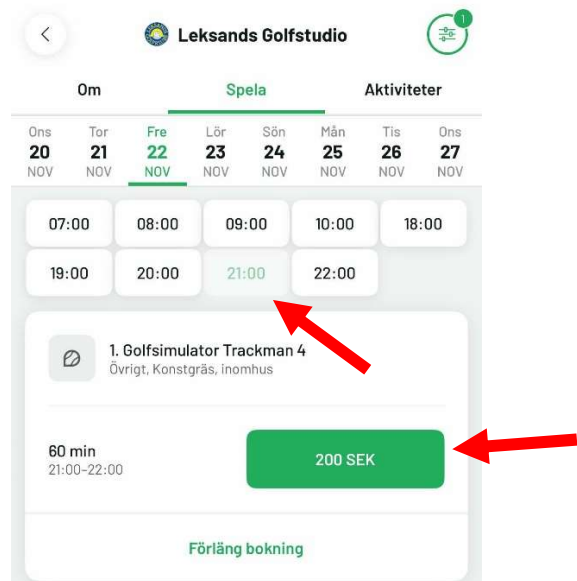 Leksands Golfstudio
1
Om Spela Aktiviteter
Ons Tor Fre Lör Sön Mån Tis Ons
20 21 22 23 24 25 26 27
NOV NOV NOV NOV NOV NOV NOV NOV
07:00 08:00 09:00 10:00 18:00
19:00 20:00 21:00 22:00
1. Golfsimulator Trackman 4
Övrigt, Konstgräs, inomhus
60 min
21:00-22:00
200 SEK
Förläng bokning